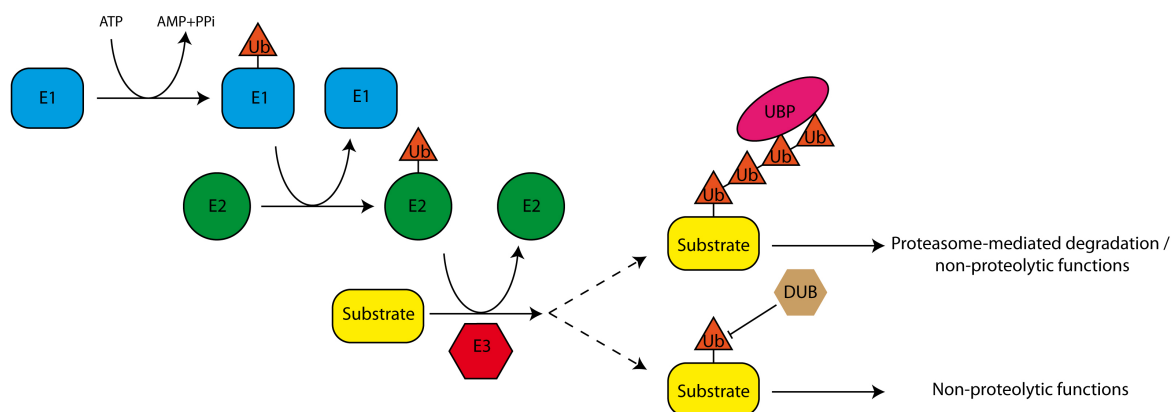 ATP
AMP+PPi
Ub
E1
E1
E1
UBP
Ub
Ub
Ub
Ub
Ub
E2
E2
E2
Substrate
Proteasome-mediated degradation /
non-proteolytic functions
DUB
Substrate
E3
Ub
Substrate
Non-proteolytic functions